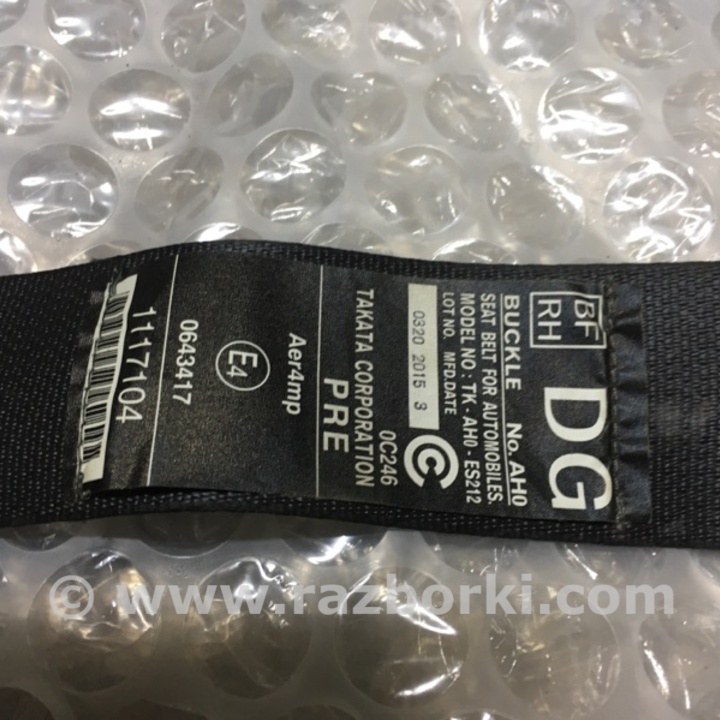 BF
RH
DG
BUCKLE No. AH0
SEAT BELT FOR AUTOMOBILES.
MODEL NO : TK - AH0 - ES212
LOT NO. MFD.DATE
0320 2015 3
C
0C246
TAKATA CORPORATION
PRE
Aer4mp
E4
0643417
1117104
© www.razborki.com